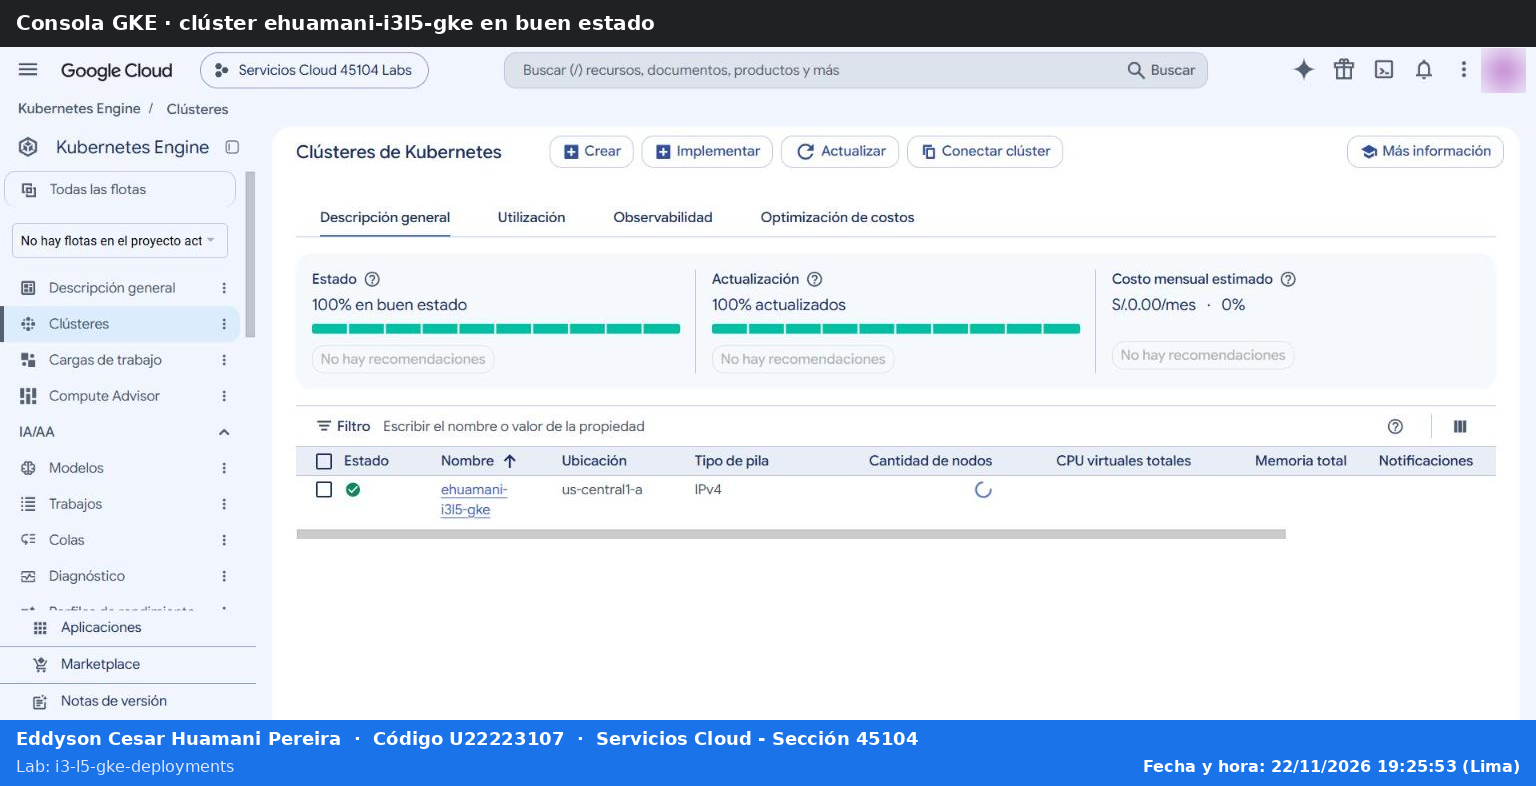 Consola GKE · clúster ehuamani-i3l5-gke en buen estado
Google Cloud
Servicios Cloud 45104 Labs
Buscar (/) recursos, documentos, productos y más
Buscar
Kubernetes Engine / Clústeres
Kubernetes Engine
Todas las flotas
No hay flotas en el proyecto act
Descripción general
Clústeres
Cargas de trabajo
Compute Advisor
IA/AA
Modelos
Trabajos
Colas
Diagnóstico
Perfiles de rendimiento
Aplicaciones
Marketplace
Notas de versión
Clústeres de Kubernetes
Crear
Implementar
Actualizar
Conectar clúster
Más información
Descripción general
Utilización
Observabilidad
Optimización de costos
Estado
100% en buen estado
No hay recomendaciones
Actualización
100% actualizados
No hay recomendaciones
Costo mensual estimado
S/.0.00/mes · 0%
No hay recomendaciones
Filtro Escribir el nombre o valor de la propiedad
Estado Nombre Ubicación Tipo de pila Cantidad de nodos CPU virtuales totales Memoria total Notificaciones
ehuamani- us-central1-a IPv4
i3l5-gke
Eddyson Cesar Huamani Pereira · Código U22223107 · Servicios Cloud - Sección 45104
Lab: i3-l5-gke-deployments
Fecha y hora: 22/11/2026 19:25:53 (Lima)